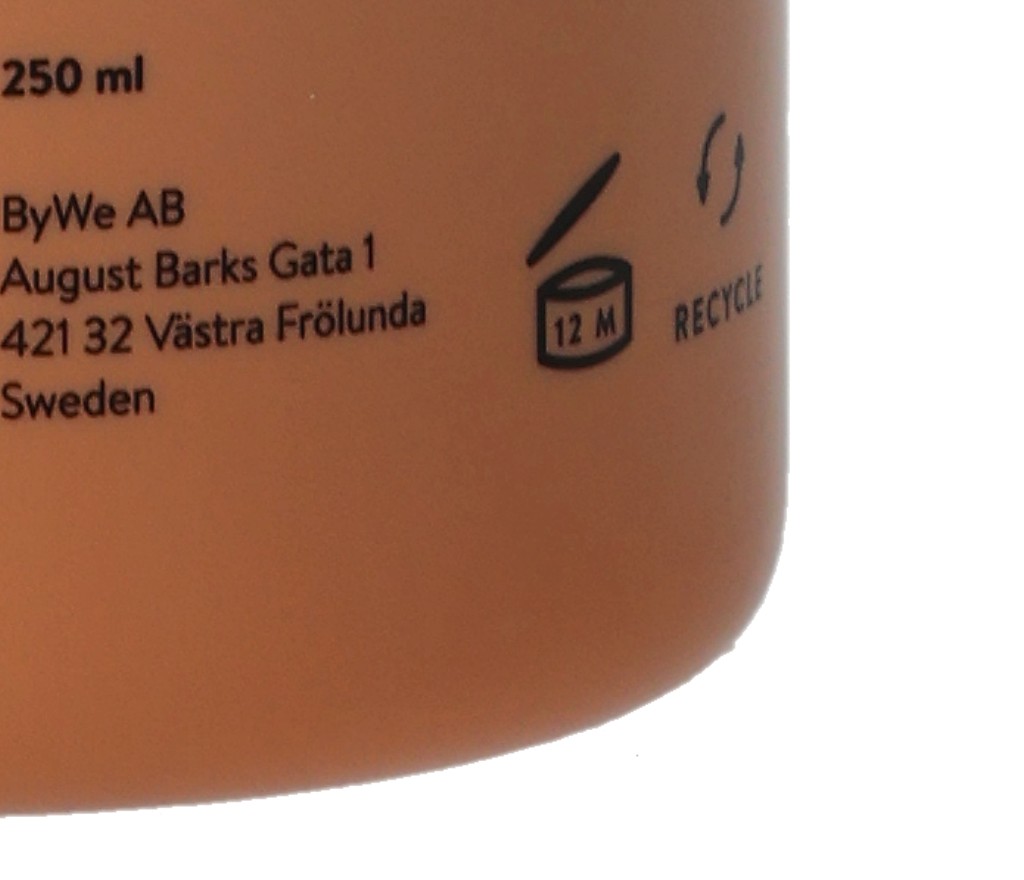 250 ml
ByWe AB
August Barks Gata 1
421 32 Västra Frölunda
Sweden
12 M
RECYCLE